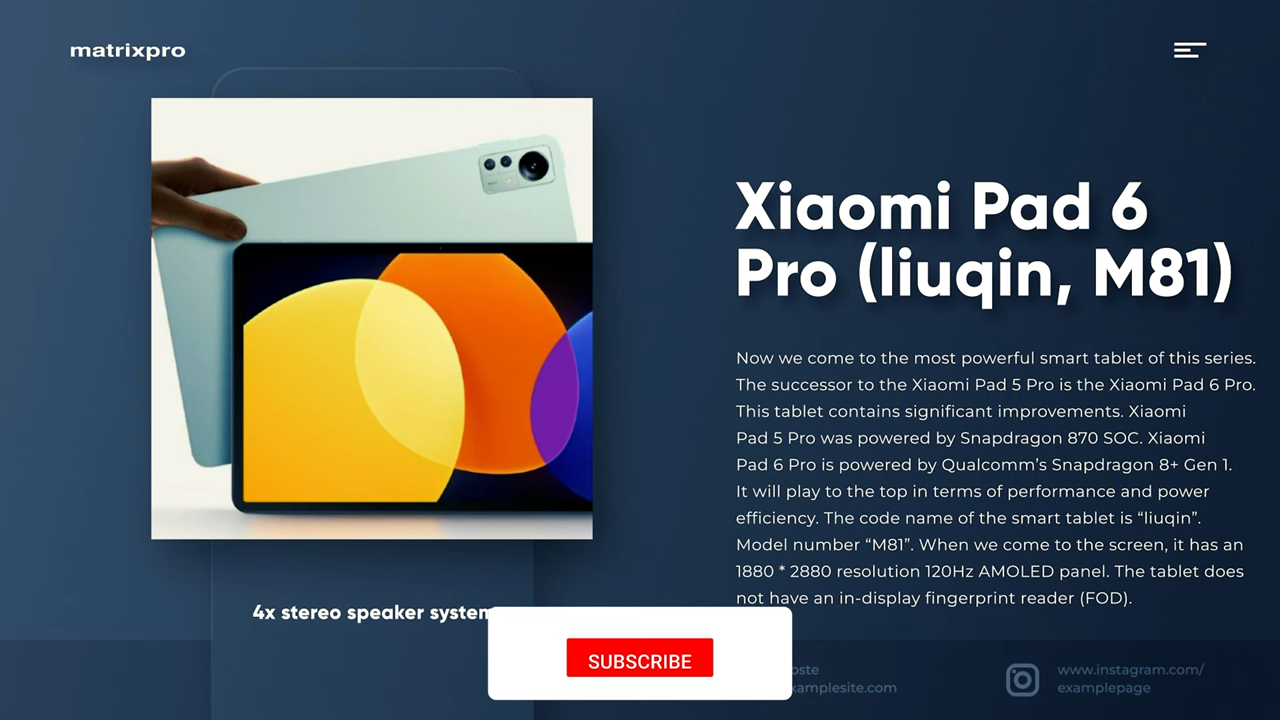 matrixpro
Xiaomi Pad 6
Pro (liuqin, M81)
Now we come to the most powerful smart tablet of this series.
The successor to the Xiaomi Pad 5 Pro is the Xiaomi Pad 6 Pro.
This tablet contains significant improvements. Xiaomi
Pad 5 Pro was powered by Snapdragon 870 SOC. Xiaomi
Pad 6 Pro is powered by Qualcomm’s Snapdragon 8+ Gen 1.
It will play to the top in terms of performance and power
efficiency. The code name of the smart tablet is “liuqin”.
Model number “M81”. When we come to the screen, it has an
1880 * 2880 resolution 120Hz AMOLED panel. The tablet does
not have an in-display fingerprint reader (FOD).
4x stereo speaker system
SUBSCRIBE
www.instagram.com/
examplepage